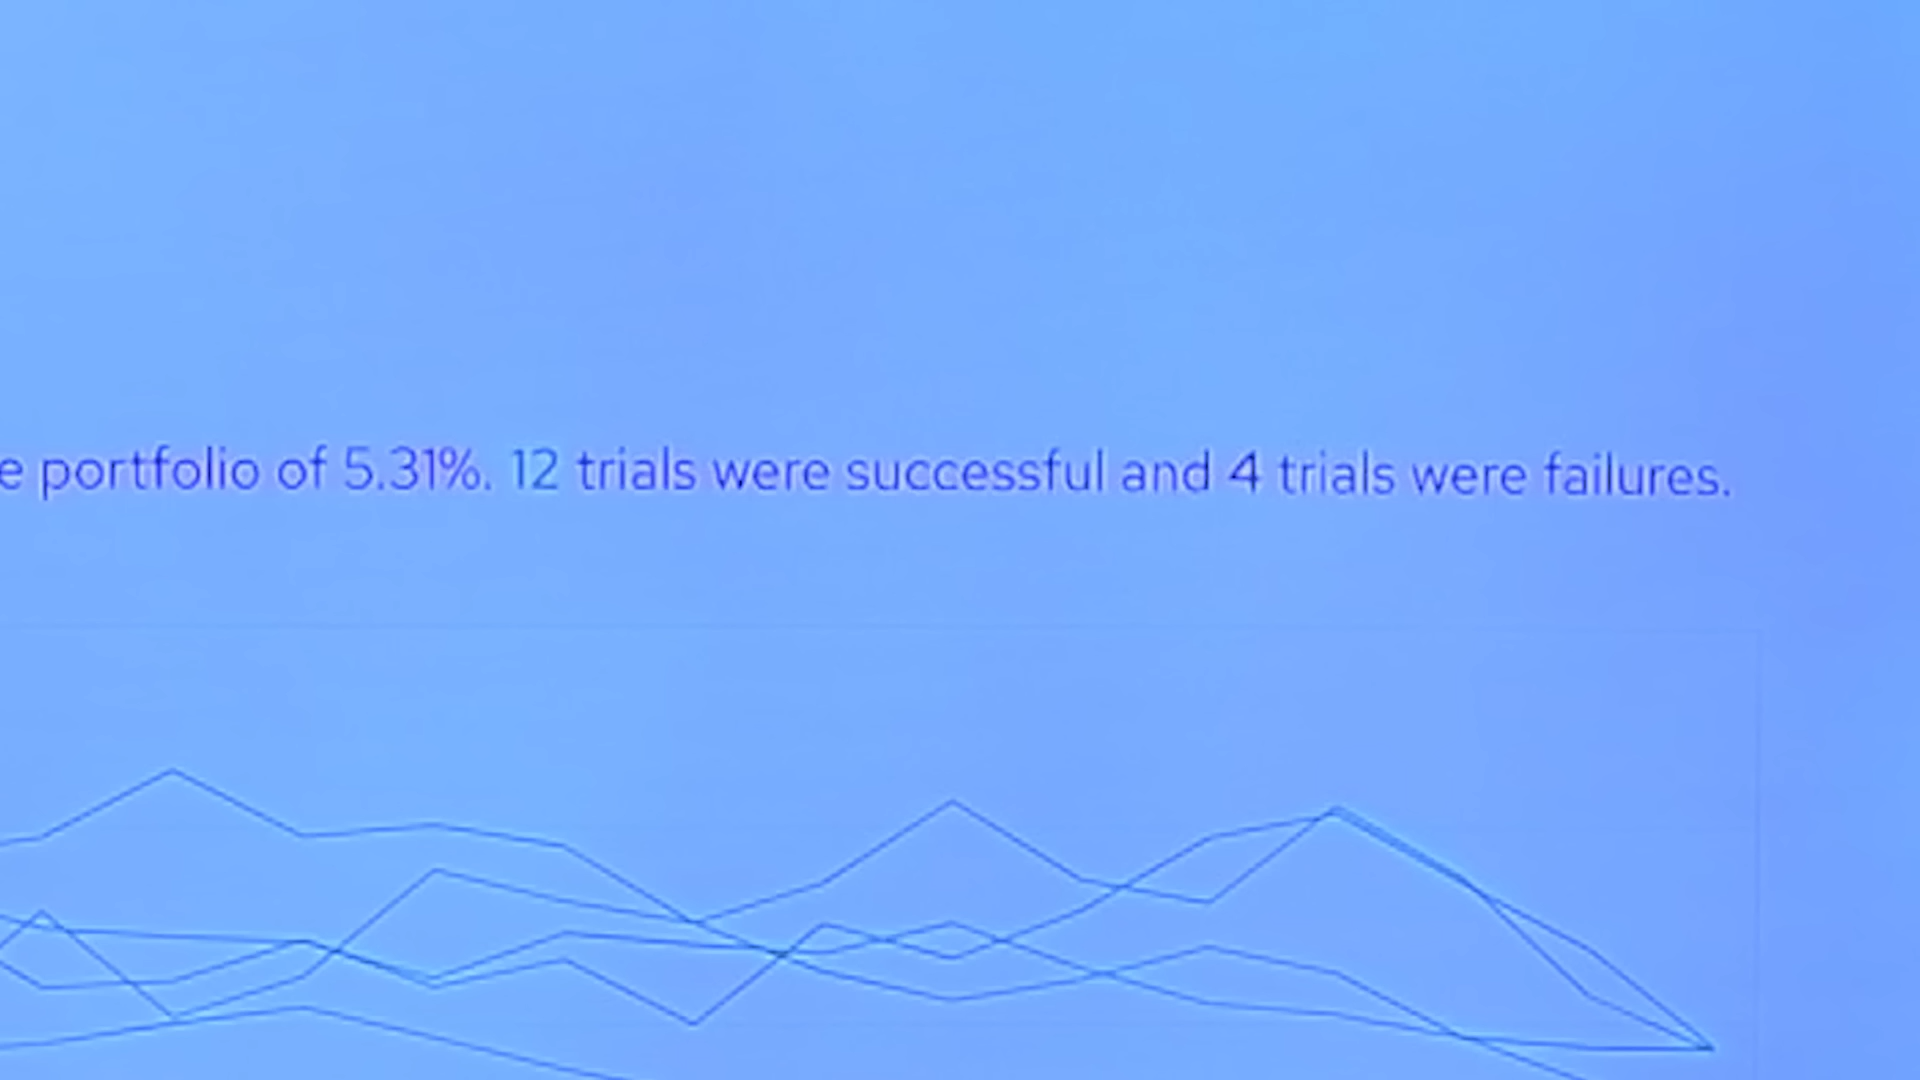 e portfolio of 5.31%. 12 trials were successful and 4 trials were failures.